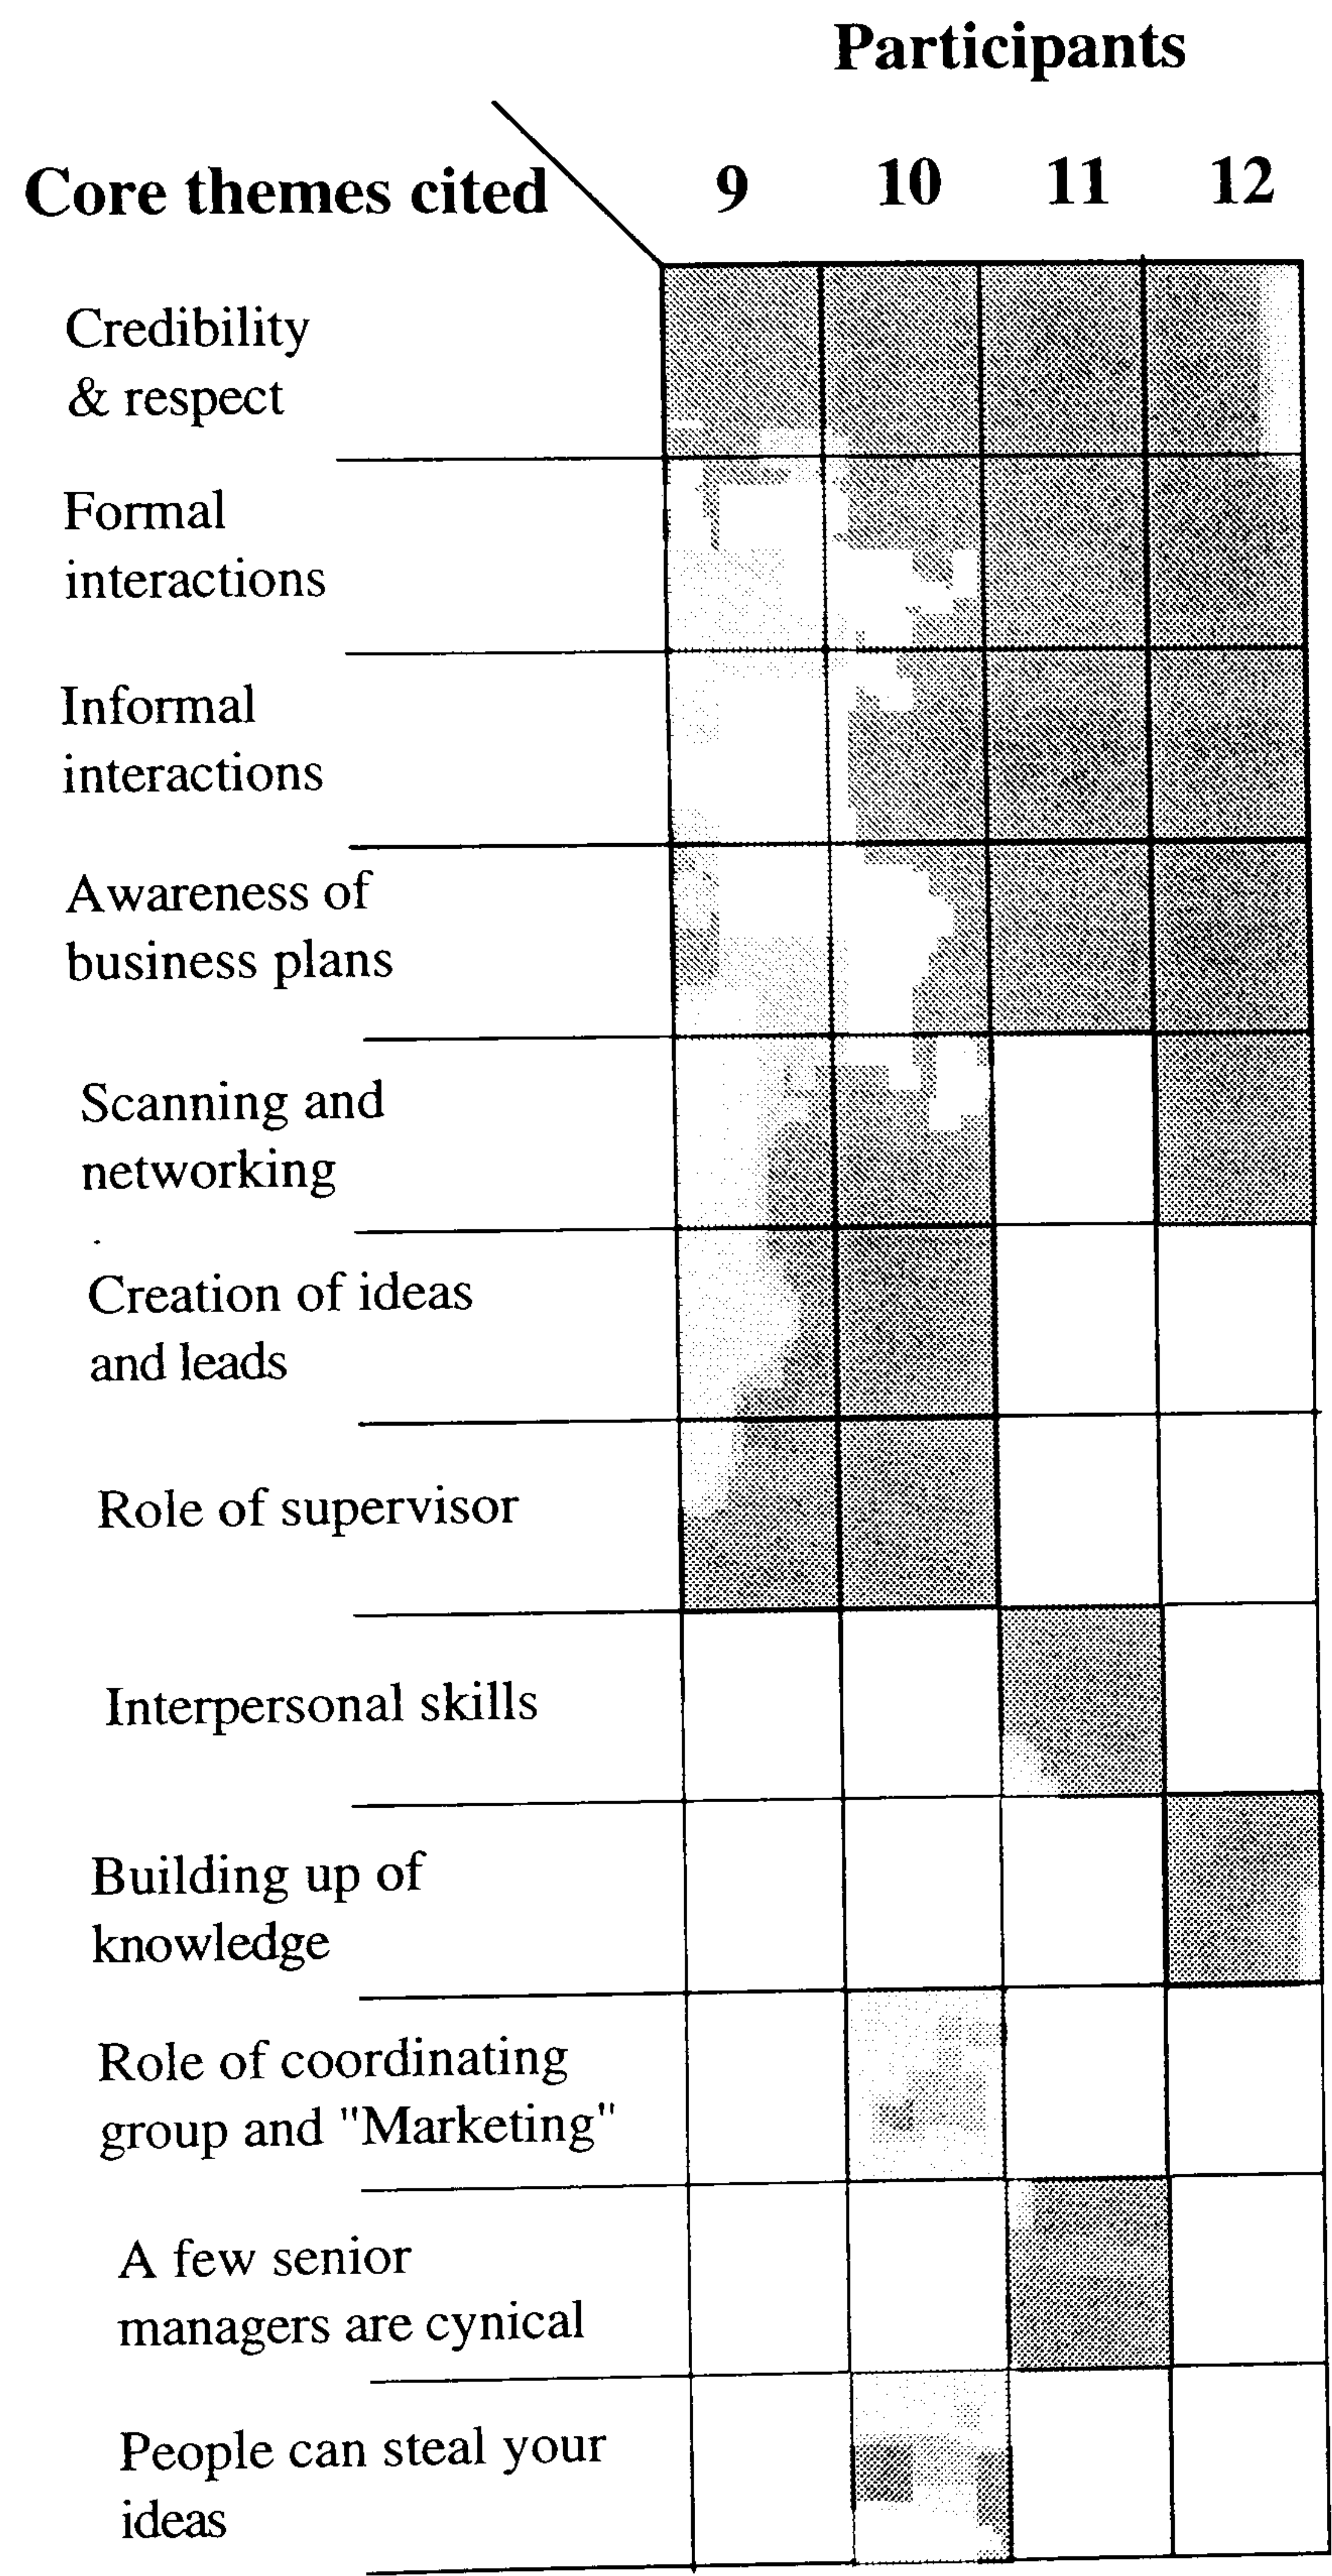 Participants
Core themes cited 9 10 11 12
Credibility
& respect
Formal
interactions
Informal
interactions
Awareness of
business plans
Scanning and
networking
Creation of ideas
and leads
Role of supervisor
Interpersonal skills
Building up of
knowledge
Role of coordinating
group and "Marketing"
A few senior
managers are cynical
People can steal your
ideas